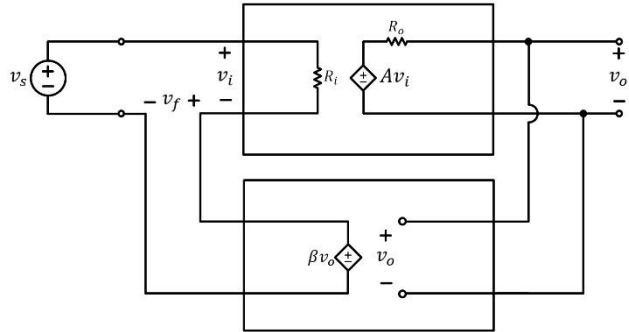 R_o
+
v_s + −
v_i R_i ± Av_i
+
v_o
− v_f + − −
+
βv_o ± v_o
−